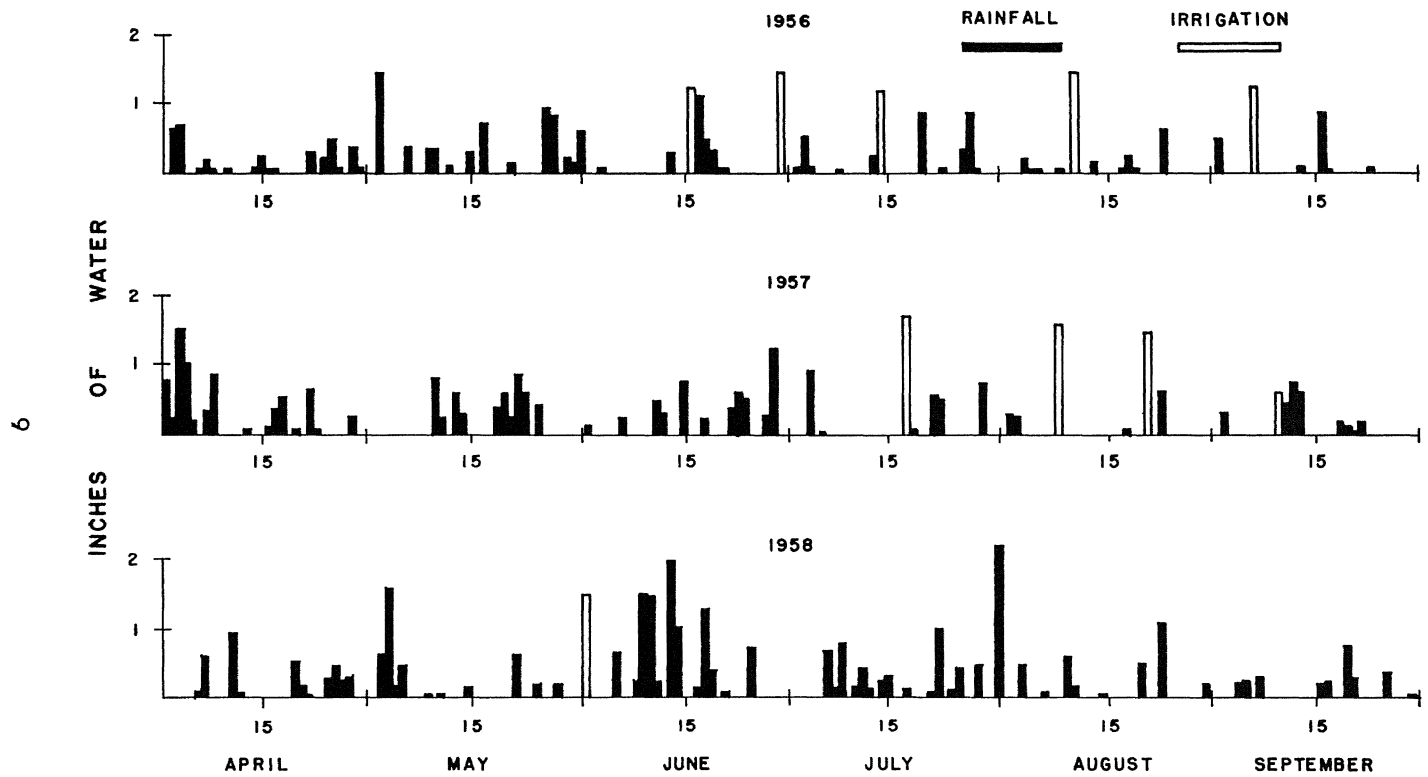 1956 RAINFALL IRRIGATION
2
1
15 15 15 15 15 15
1957
2
1
15 15 15 15 15 15
1958
2
1
15 15 15 15 15 15
APRIL MAY JUNE JULY AUGUST SEPTEMBER
INCHES OF WATER
9